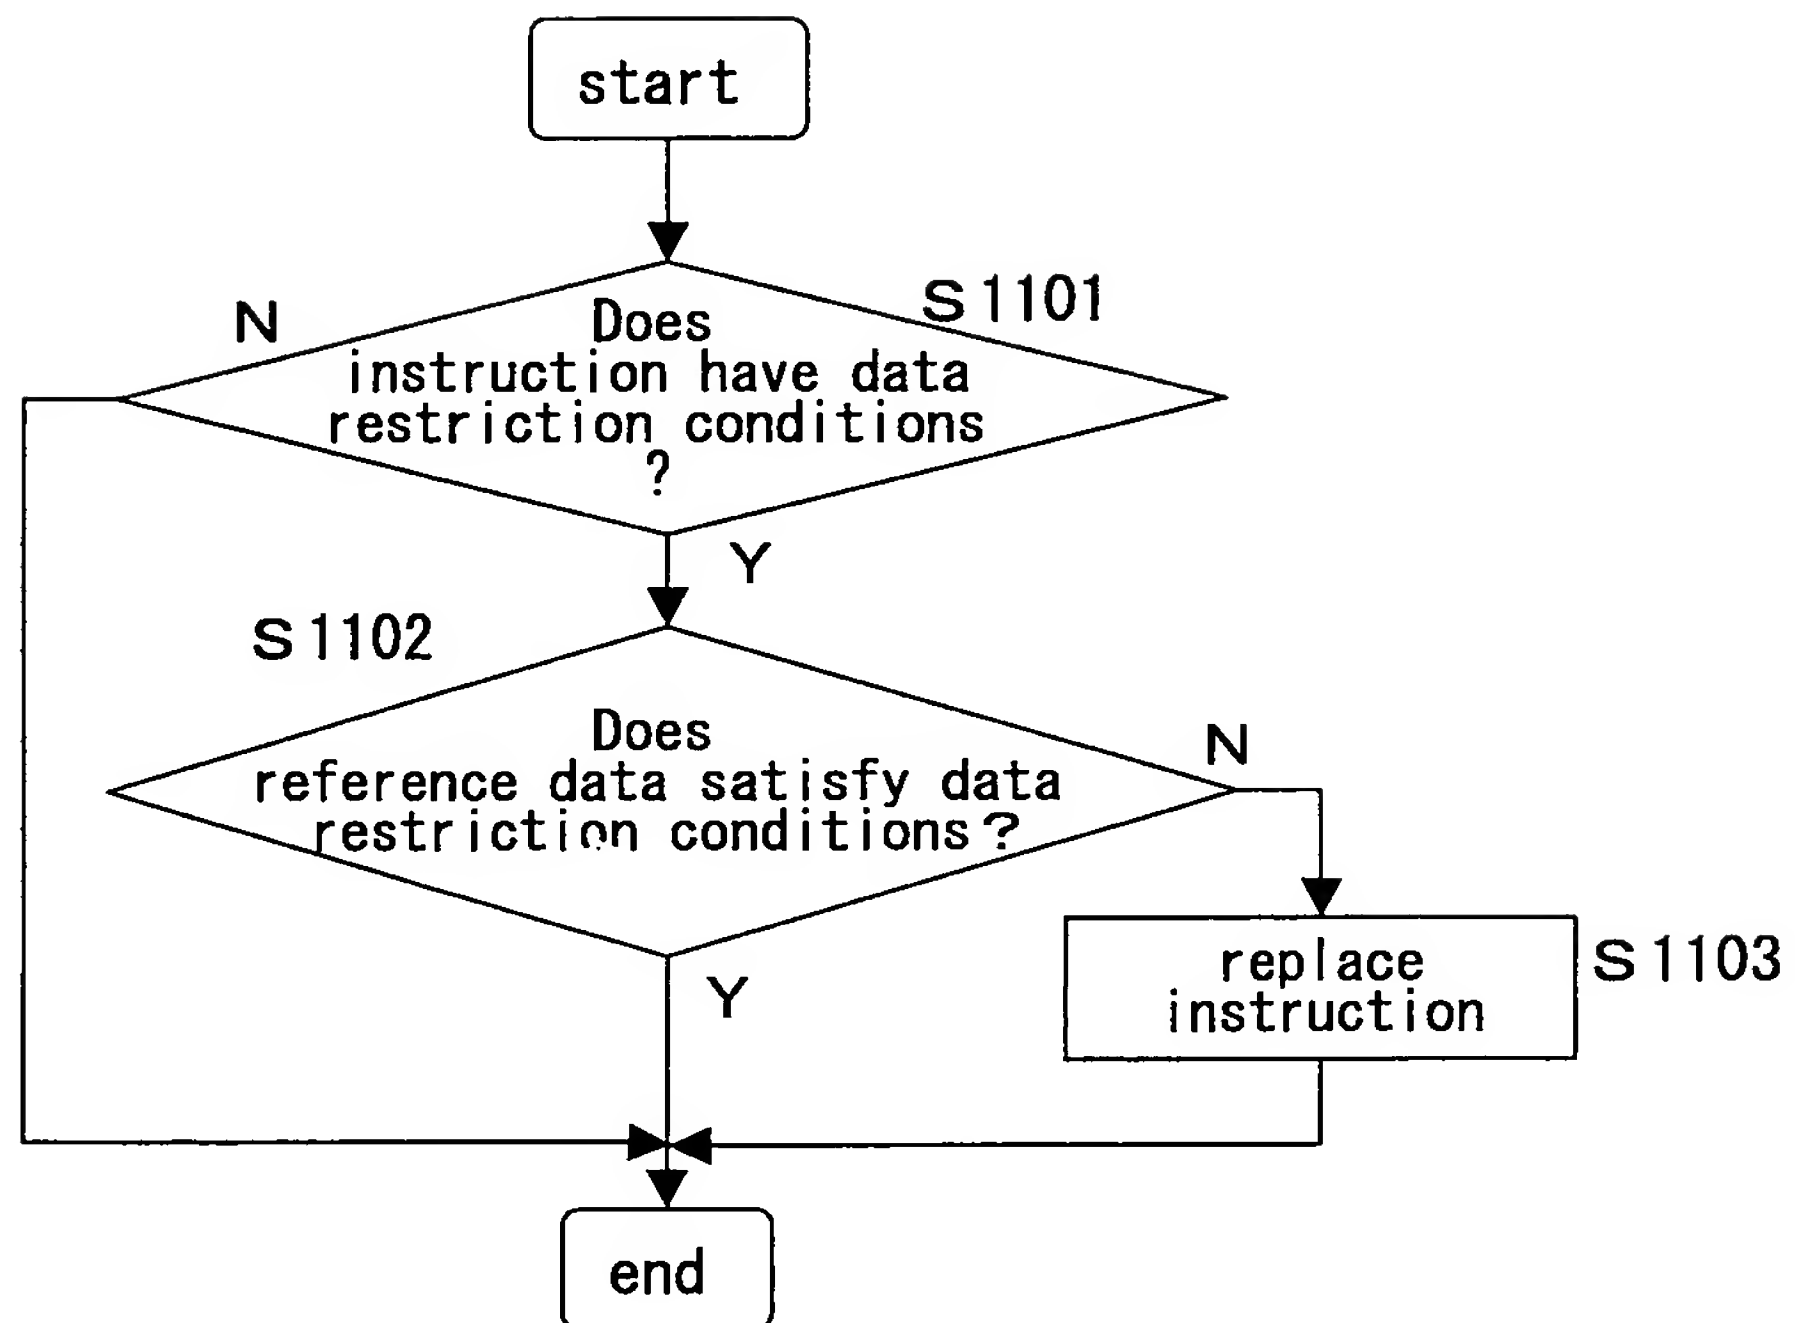 start
N
S1101
Does
instruction have data
restriction conditions
?
Y
S1102
Does
reference data satisfy data
restriction conditions?
N
replace
instruction
S1103
Y
end